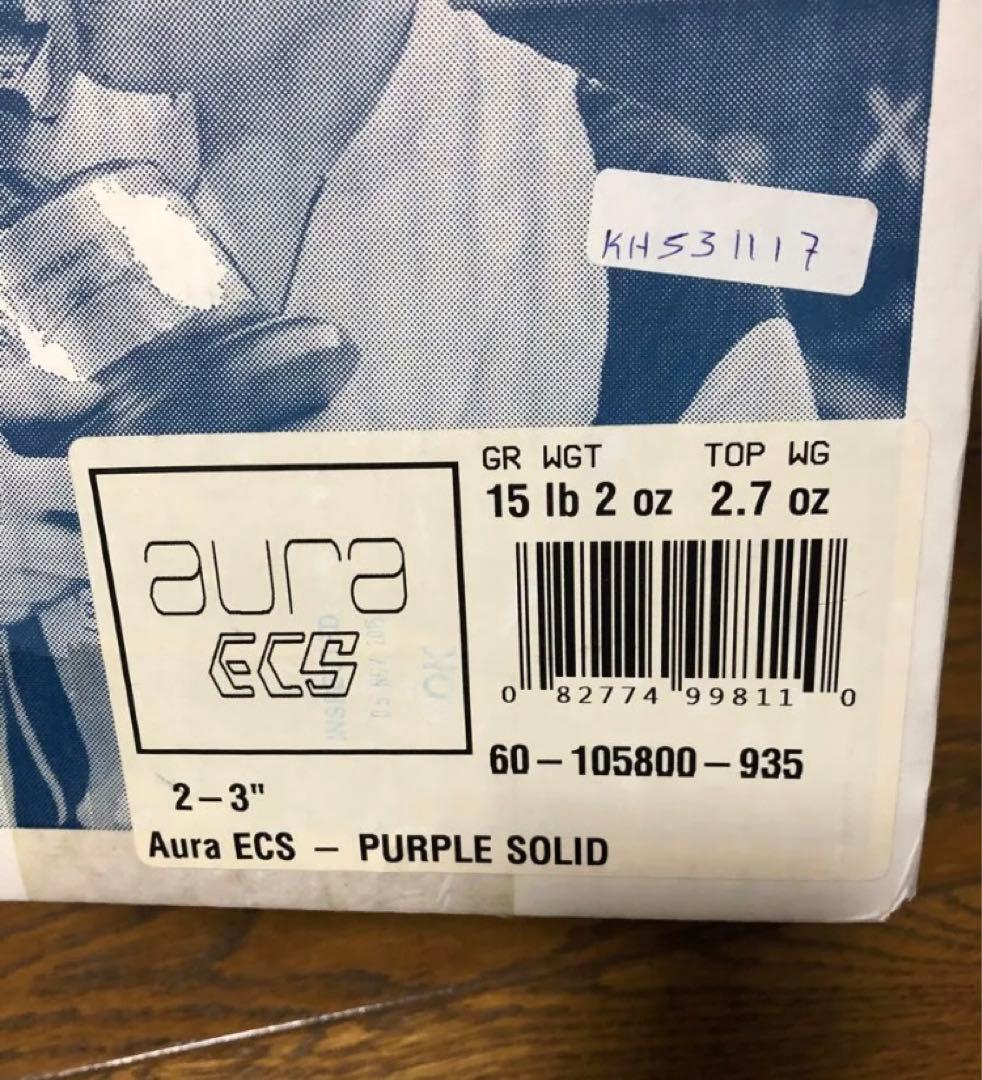 X
KH531117
GR WGT TOP WG
15 lb 2 oz 2.7 oz
aura
ECS
OK
0 82774 99811 0
60-105800-935
2-3"
Aura ECS - PURPLE SOLID